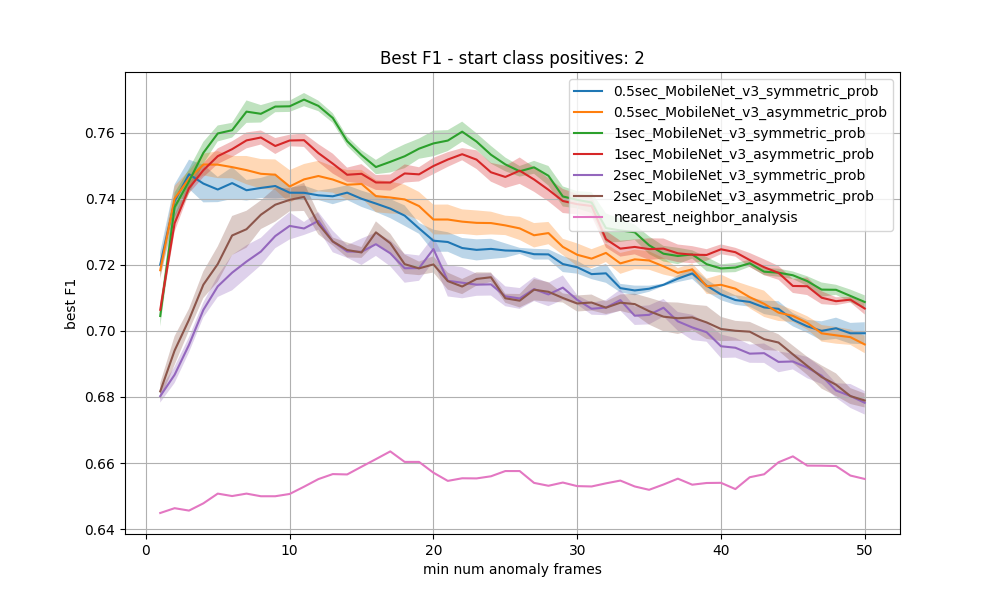 Best F1 - start class positives: 2
0.5sec_MobileNet_v3_symmetric_prob
0.5sec_MobileNet_v3_asymmetric_prob
1sec_MobileNet_v3_symmetric_prob
1sec_MobileNet_v3_asymmetric_prob
2sec_MobileNet_v3_symmetric_prob
2sec_MobileNet_v3_asymmetric_prob
nearest_neighbor_analysis
best F1
0.76
0.74
0.72
0.70
0.68
0.66
0.64
0 10 20 30 40 50
min num anomaly frames